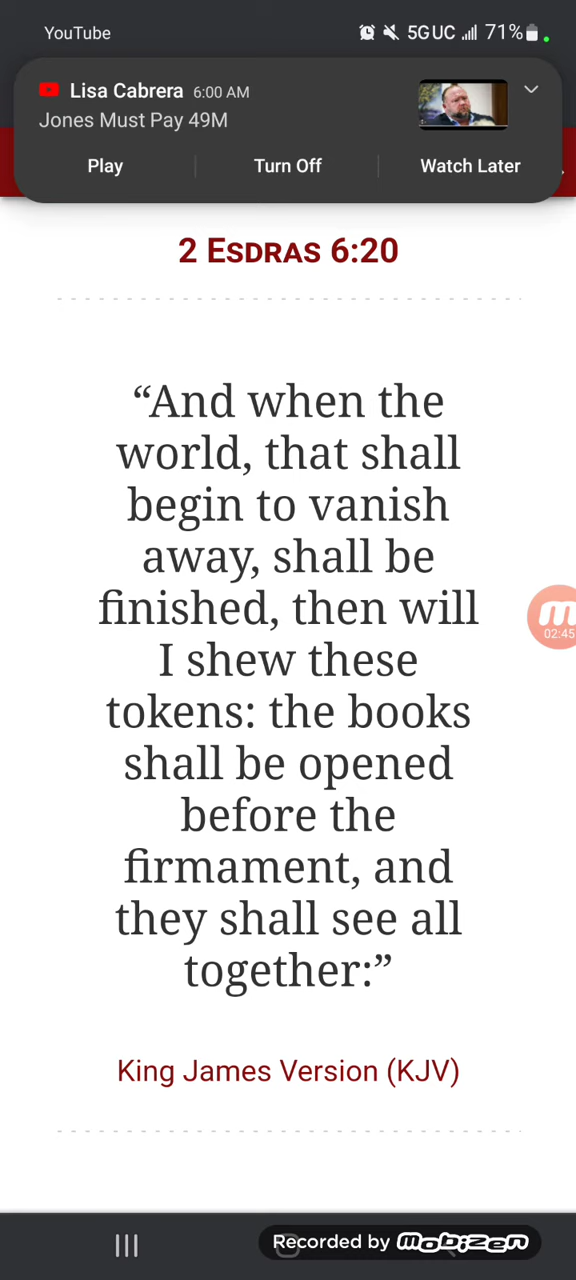 YouTube 5GUC 71%
Lisa Cabrera 6:00 AM
Jones Must Pay 49M
Play Turn Off Watch Later
2 Esdras 6:20
“And when the
world, that shall
begin to vanish
away, shall be
finished, then will
I shew these
tokens: the books
shall be opened
before the
firmament, and
they shall see all
together:”
02:45
King James Version (KJV)
Recorded by mobizen